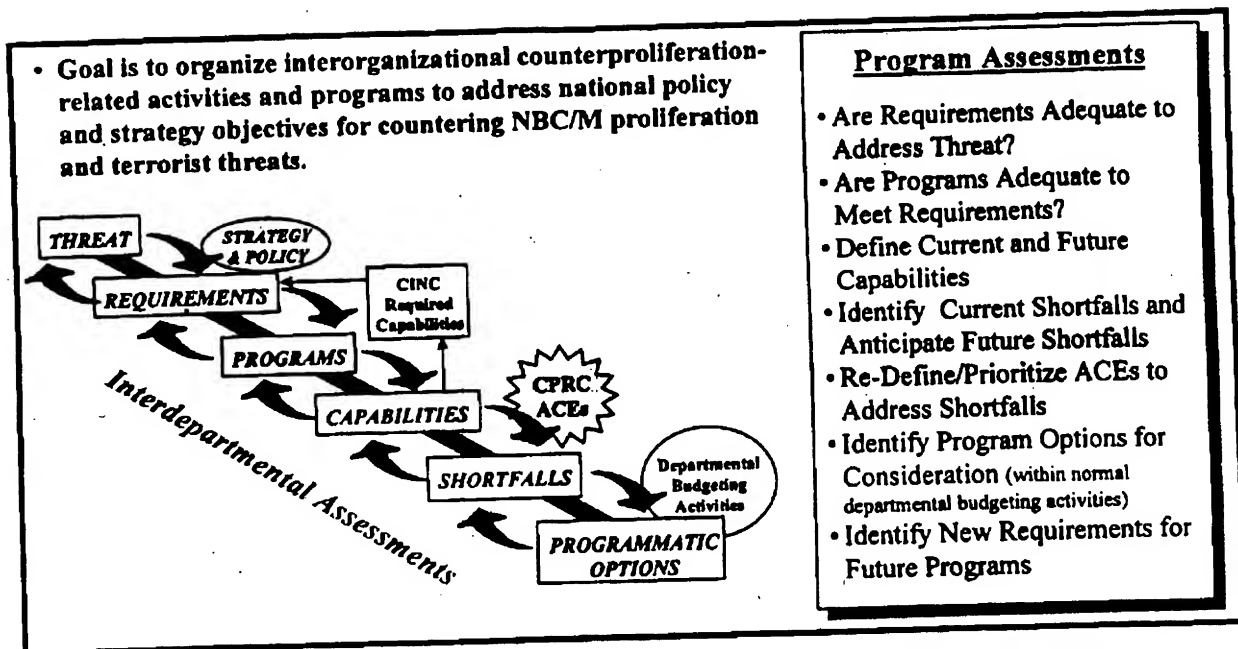 • Goal is to organize interorganizational counterproliferation-
related activities and programs to address national policy
and strategy objectives for countering NBC/M proliferation
and terrorist threats.
THREAT
STRATEGY
& POLICY
REQUIREMENTS
CINC
Required
Capabilities
PROGRAMS
CAPABILITIES
CPRC
ACEs
SHORTFALLS
Departmental
Budgeting
Activities
PROGRAMMATIC
OPTIONS
Interdepartmental Assessments
Program Assessments
• Are Requirements Adequate to
Address Threat?
• Are Programs Adequate to
Meet Requirements?
• Define Current and Future
Capabilities
• Identify Current Shortfalls and
Anticipate Future Shortfalls
• Re-Define/Prioritize ACEs to
Address Shortfalls
• Identify Program Options for
Consideration (within normal
departmental budgeting activities)
• Identify New Requirements for
Future Programs